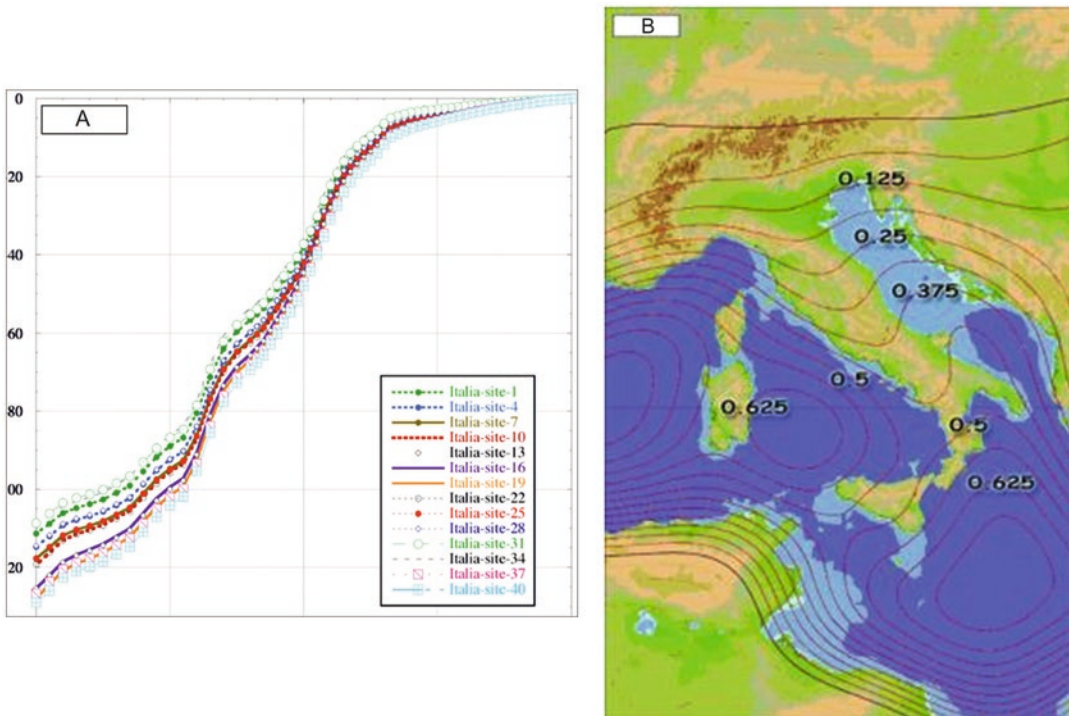 A
0
20
40
60
80
00
20
Italia-site-1
Italia-site-4
Italia-site-7
Italia-site-10
Italia-site-13
Italia-site-16
Italia-site-19
Italia-site-22
Italia-site-25
Italia-site-28
Italia-site-31
Italia-site-34
Italia-site-37
Italia-site-40
B
0.125
0.25
0.375
0.5
0.625
0.5
0.625